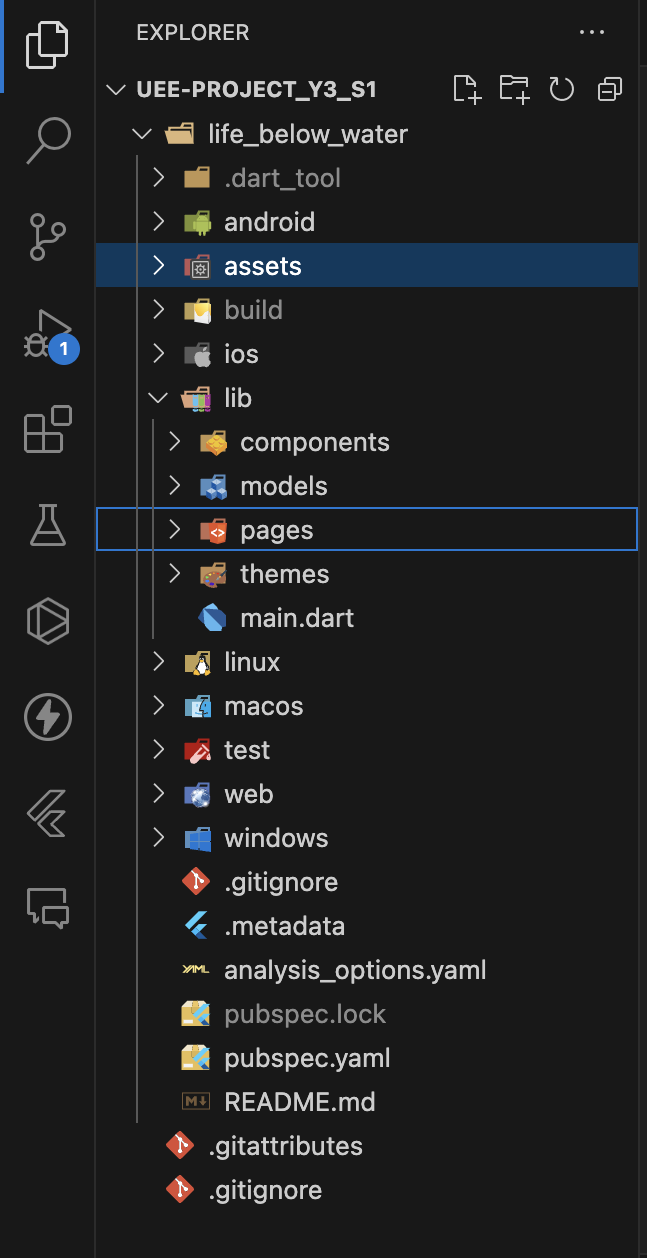 EXPLORER
UEE-PROJECT_Y3_S1
life_below_water
.dart_tool
android
assets
build
1
ios
lib
components
models
pages
themes
main.dart
linux
macos
test
web
windows
.gitignore
.metadata
YAML analysis_options.yaml
pubspec.lock
pubspec.yaml
M↓ README.md
.gitattributes
.gitignore